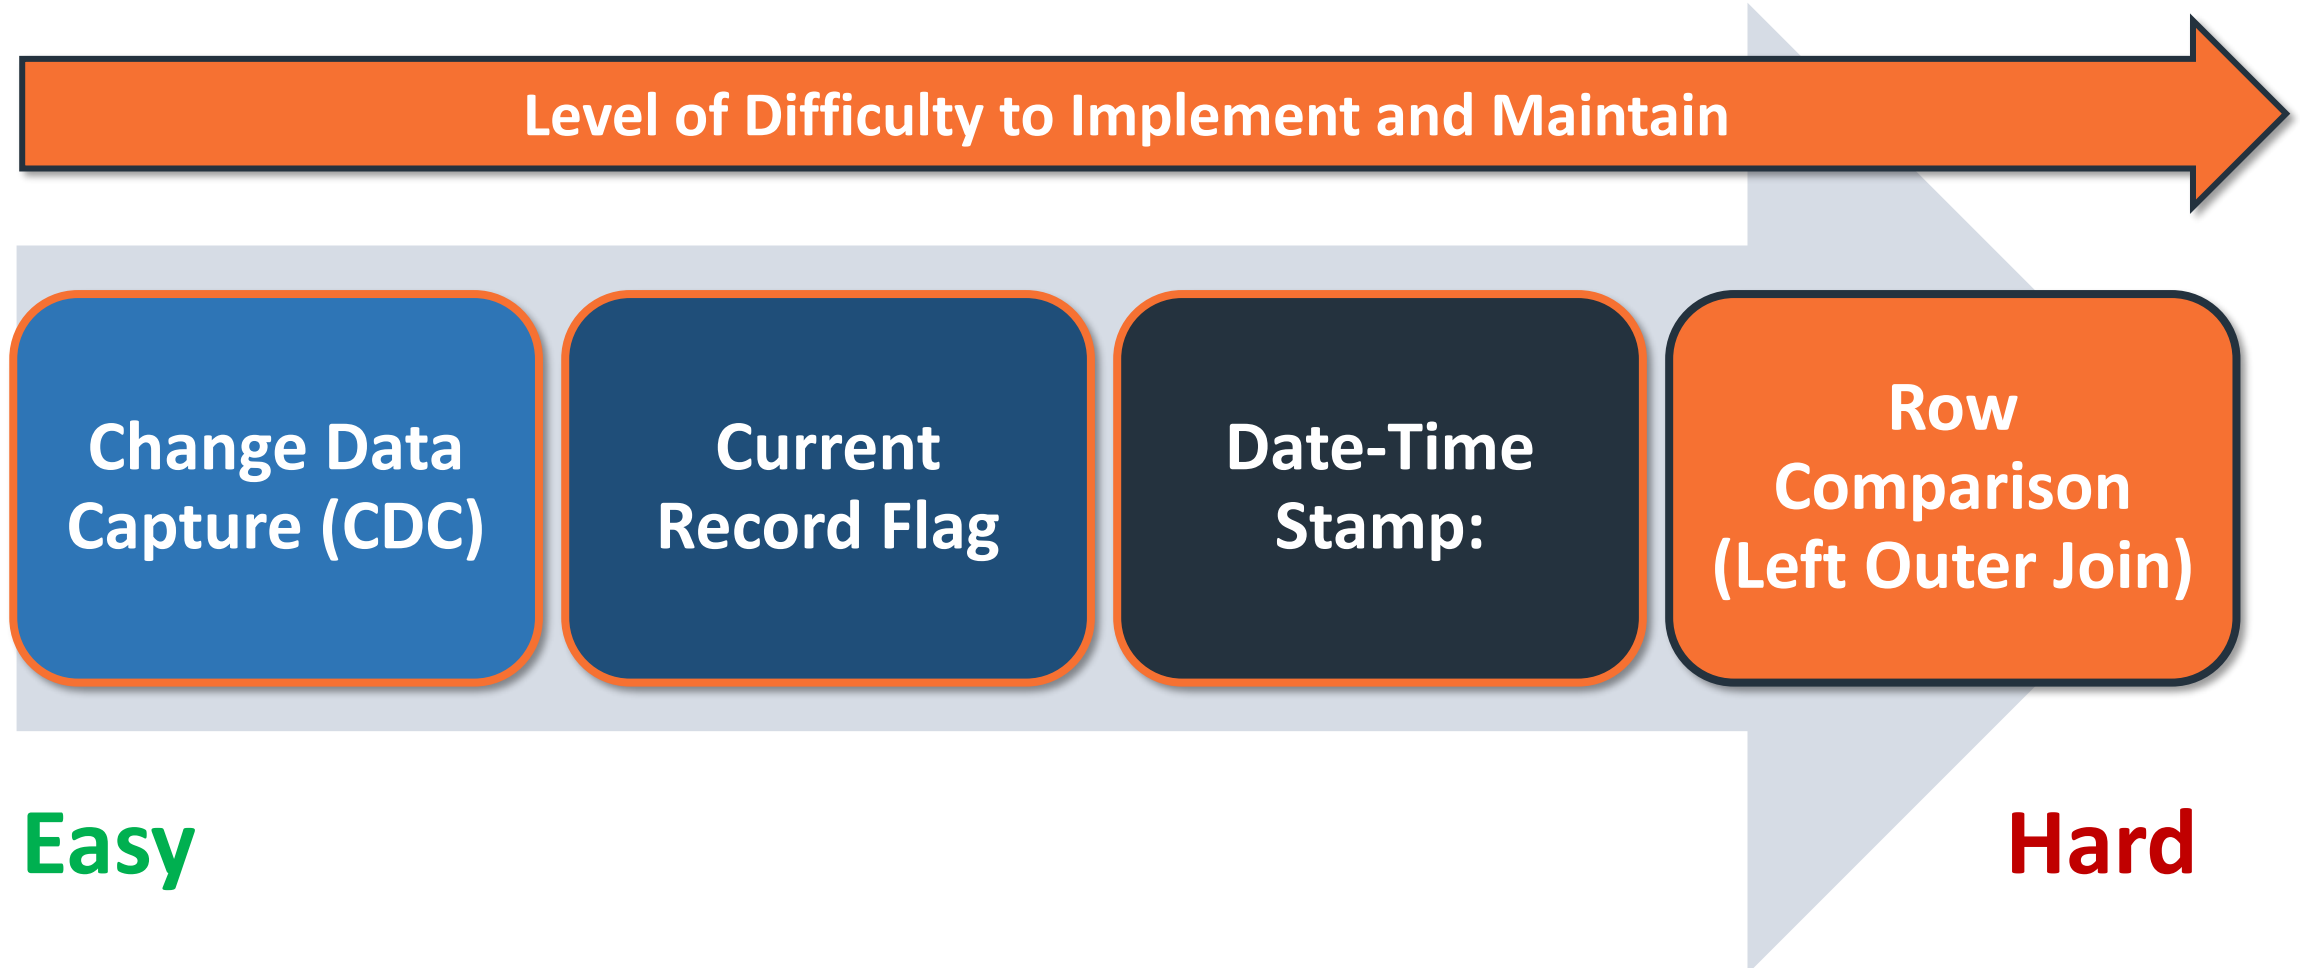 Level of Difficulty to Implement and Maintain
Change Data
Capture (CDC)
Current
Record Flag
Date-Time
Stamp:
Row
Comparison
(Left Outer Join)
Easy
Hard